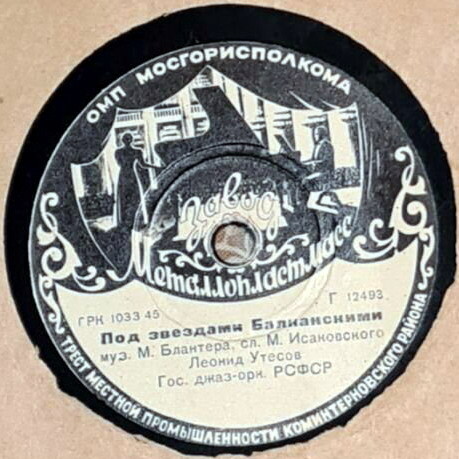 ОМП МОСГОРИСПОЛКОМА
завод
Металлопластмасс
ГРК 1033 45
Г 12493
Под звездами Балканскими
муз. М. Блантера, сл. М. Исаковского
Леонид Утесов
Гос. джаз-орк. РСФСР
ТРЕСТ МЕСТНОЙ ПРОМЫШЛЕННОСТИ КОМИНТЕРНОВСКОГО РАЙОНА